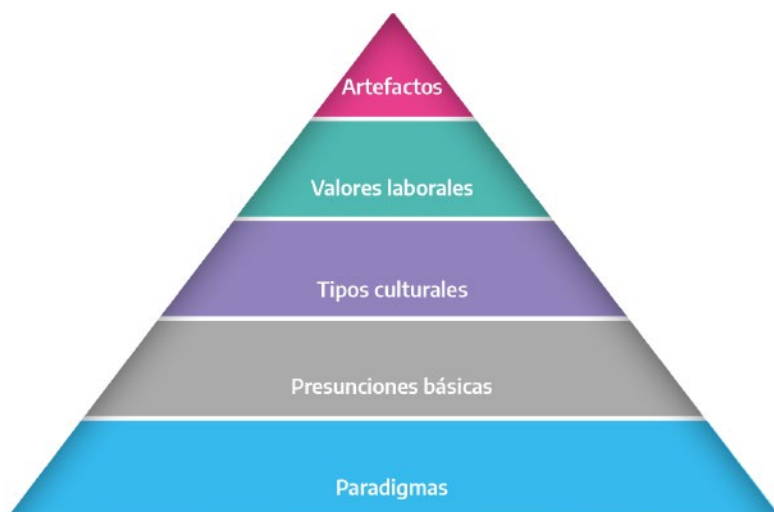 Artefactos
Valores laborales
Tipos culturales
Presunciones básicas
Paradigmas